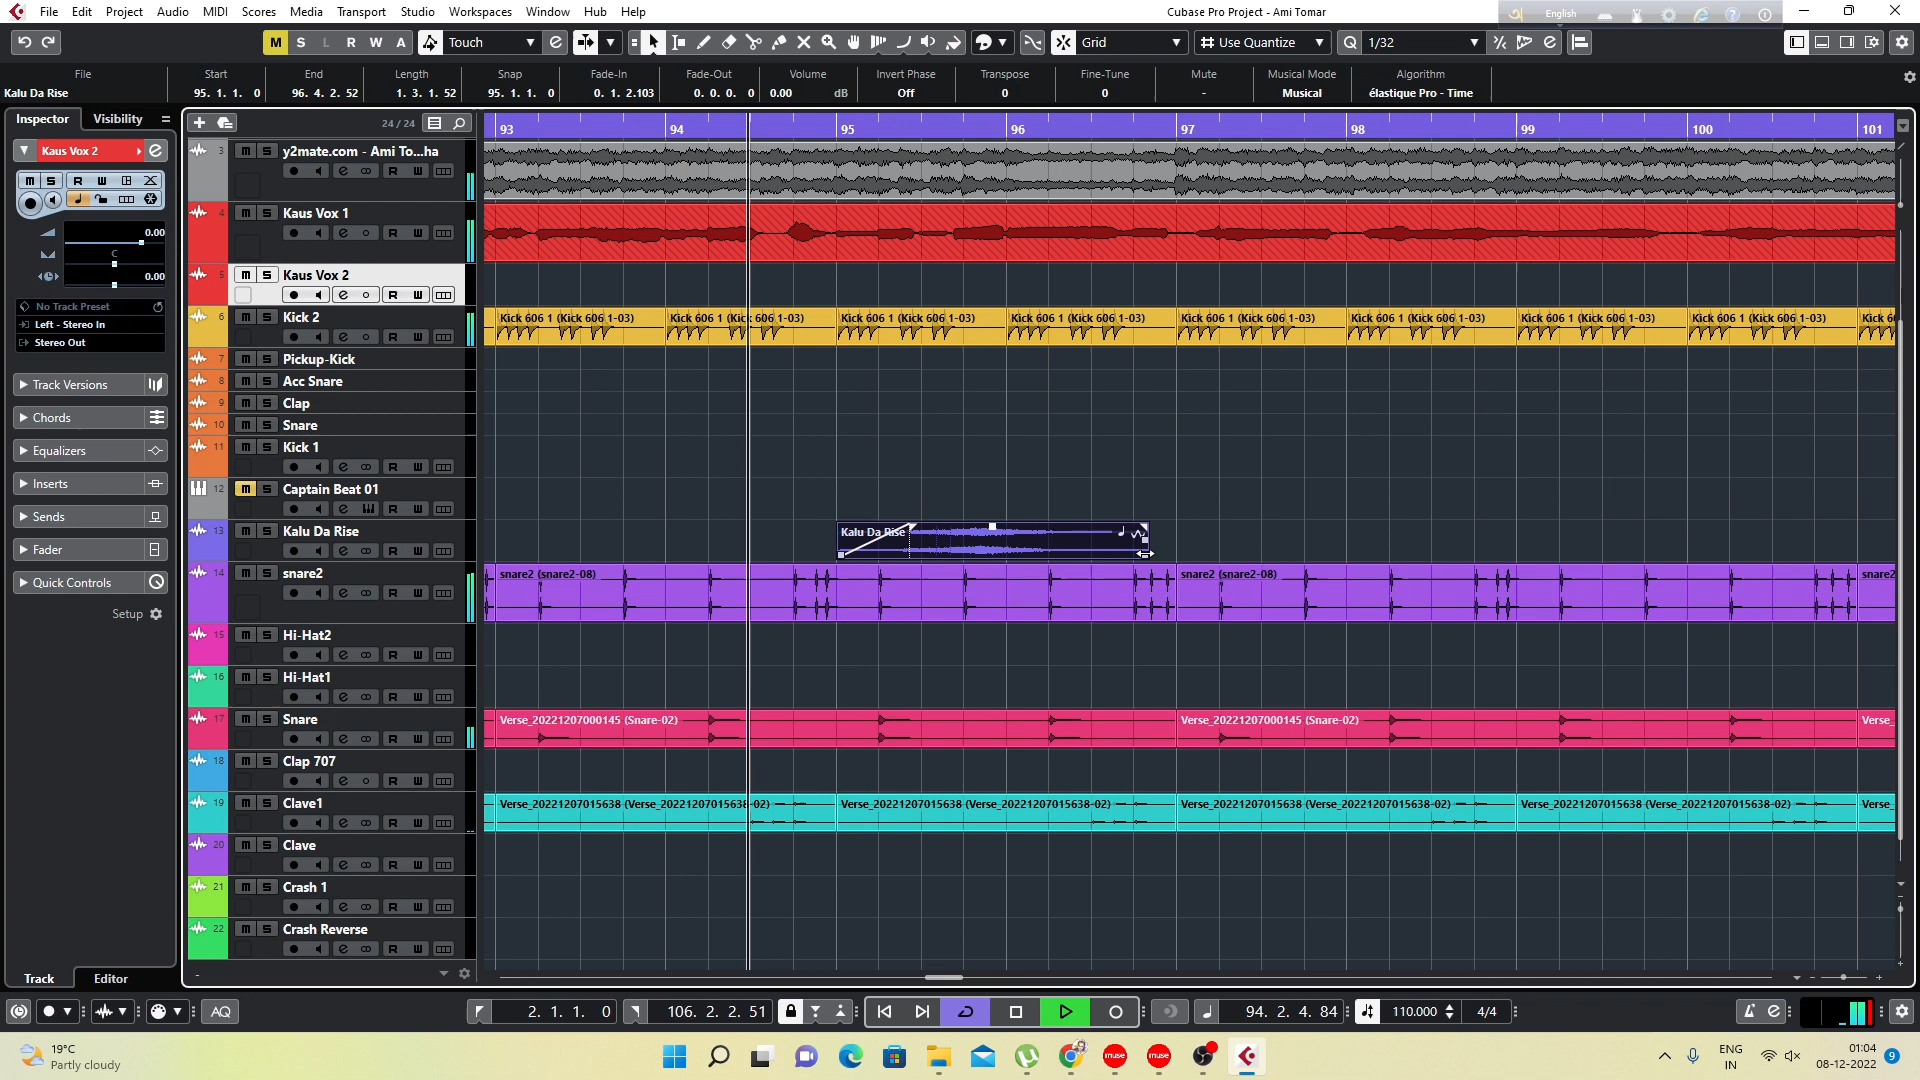 File Edit Project Audio MIDI Scores Media Transport Studio Workspaces Window Hub Help
Cubase Pro Project - Ami Tomar
English
M S L R W A Touch Grid Use Quantize Q 1/32
File Start End Length Snap Fade-In Fade-Out Volume Invert Phase Transpose Fine-Tune Mute Musical Mode Algorithm
Kalu Da Rise 95. 1. 1. 0 96. 4. 2. 52 1. 3. 1. 52 95. 1. 1. 0 0. 1. 2.103 0. 0. 0. 0 0.00 dB Off 0 0 - Musical élastique Pro - Time
Inspector Visibility
24 / 24
93 94 95 96 97 98 99 100 101
Kaus Vox 2
M S R W
0.00
C
0.00
No Track Preset
Left - Stereo In
Stereo Out
Track Versions
Chords
Equalizers
Inserts
Sends
Fader
Quick Controls
Setup
Track Editor
3 m S y2mate.com - Ami To...ha
R W
4 m S Kaus Vox 1
R W
5 m S Kaus Vox 2
R W
6 m S Kick 2
R W
Kick 606 1 (Kick 606 1-03) Kick 606 1 (Kick 606 1-03) Kick 606 1 (Kick 606 1-03) Kick 606 1 (Kick 606 1-03) Kick 606 1 (Kick 606 1-03) Kick 606 1 (Kick 606 1-03) Kick 606 1 (Kick 606 1-03) Kick 606 1 (Kick 606 1-03) Kick 6
7 m S Pickup-Kick
8 m S Acc Snare
9 m S Clap
10 m S Snare
11 m S Kick 1
R W
12 m S Captain Beat 01
R W
13 m S Kalu Da Rise
R W
Kalu Da Rise
14 m S snare2
R W
snare2 (snare2-08) snare2 (snare2-08) snare2
15 m S Hi-Hat2
R W
16 m S Hi-Hat1
R W
17 m S Snare
R W
Verse_20221207000145 (Snare-02) Verse_20221207000145 (Snare-02) Verse_
18 m S Clap 707
R W
19 m S Clave1
R W
Verse_20221207015638 (Verse_20221207015638-02) Verse_20221207015638 (Verse_20221207015638-02) Verse_20221207015638 (Verse_20221207015638-02) Verse_20221207015638 (Verse_20221207015638-02) Verse_
20 m S Clave
R W
21 m S Crash 1
R W
22 m S Crash Reverse
R W
AQ 2. 1. 1. 0 106. 2. 2. 51 94. 2. 4. 84 110.000 4/4
19°C
Partly cloudy
muse muse
ENG
IN
01:04
08-12-2022
9